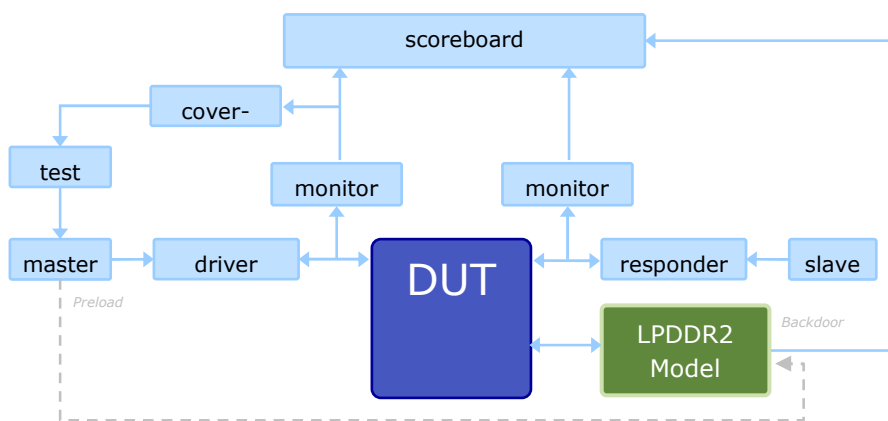 scoreboard
cover-
test
monitor
monitor
master
driver
DUT
responder
slave
Preload
LPDDR2
Model
Backdoor